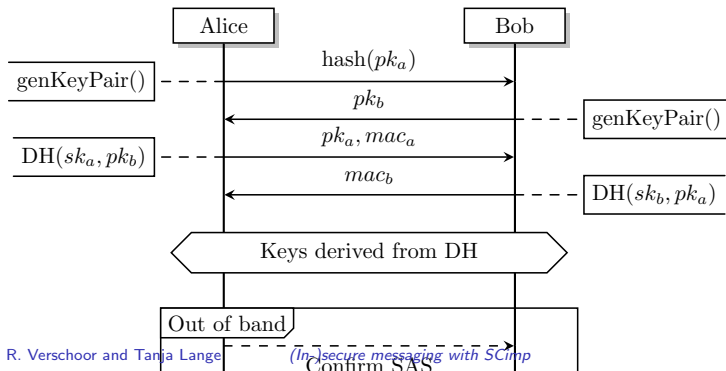 Alice
Bob
hash(pk_a)
genKeyPair()
pk_b
genKeyPair()
pk_a, mac_a
DH(sk_a, pk_b)
mac_b
DH(sk_b, pk_a)
Keys derived from DH
Out of band
R. Verschoor and Tanja Lange
(In-)secure messaging with SCimp
Confirm SAS